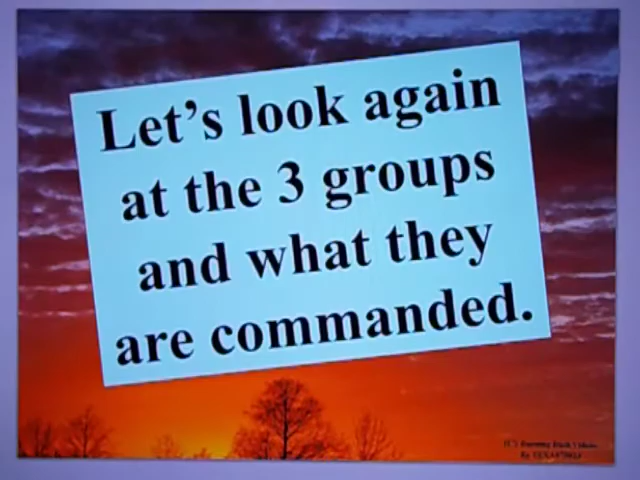 Let's look again
at the 3 groups
and what they
are commanded.